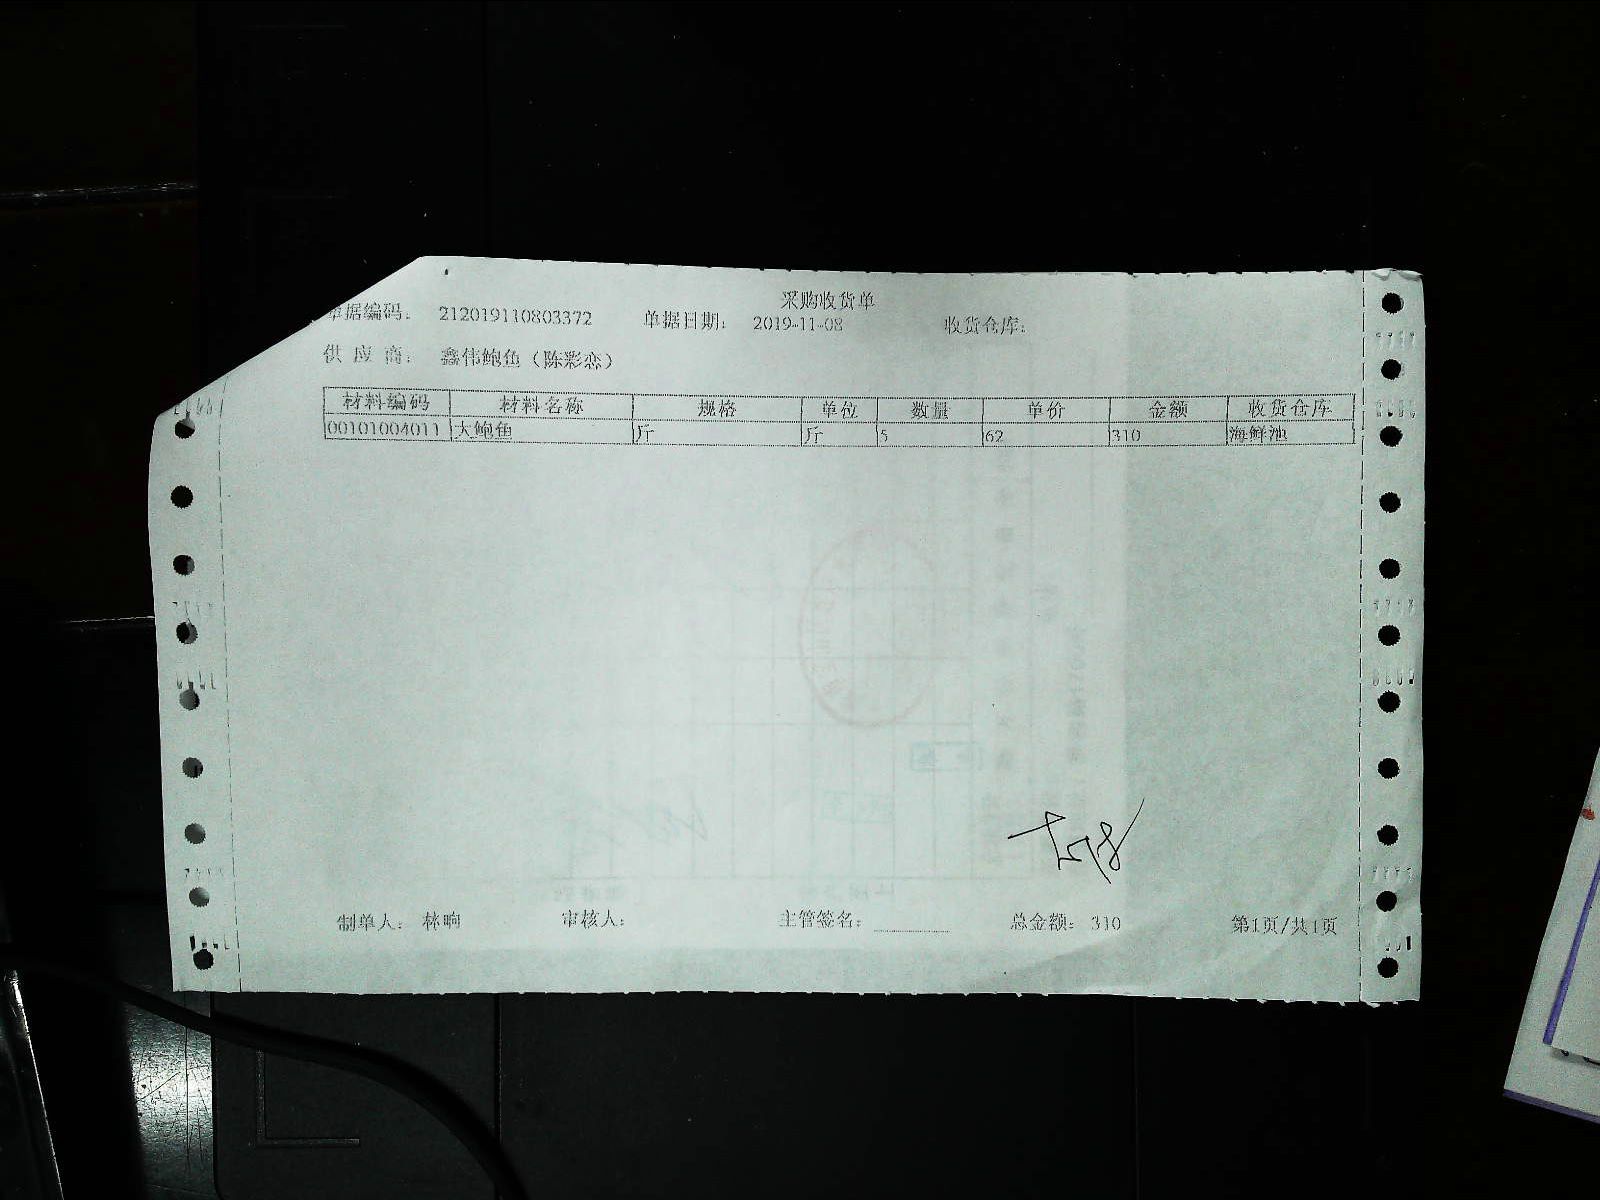 采购收货单
单据编码： 212019110803372 单据日期： 2019-11-08 收货仓库：
供应商： 鑫伟鲍鱼（陈彩恋）
材料编码 材料名称 规格 单位 数量 单价 金额 收货仓库
00101004011 大鲍鱼 斤 斤 5 62 310 海鲜池
制单人： 林晌 审核人： 主管签名： 总金额： 310 第1页/共1页